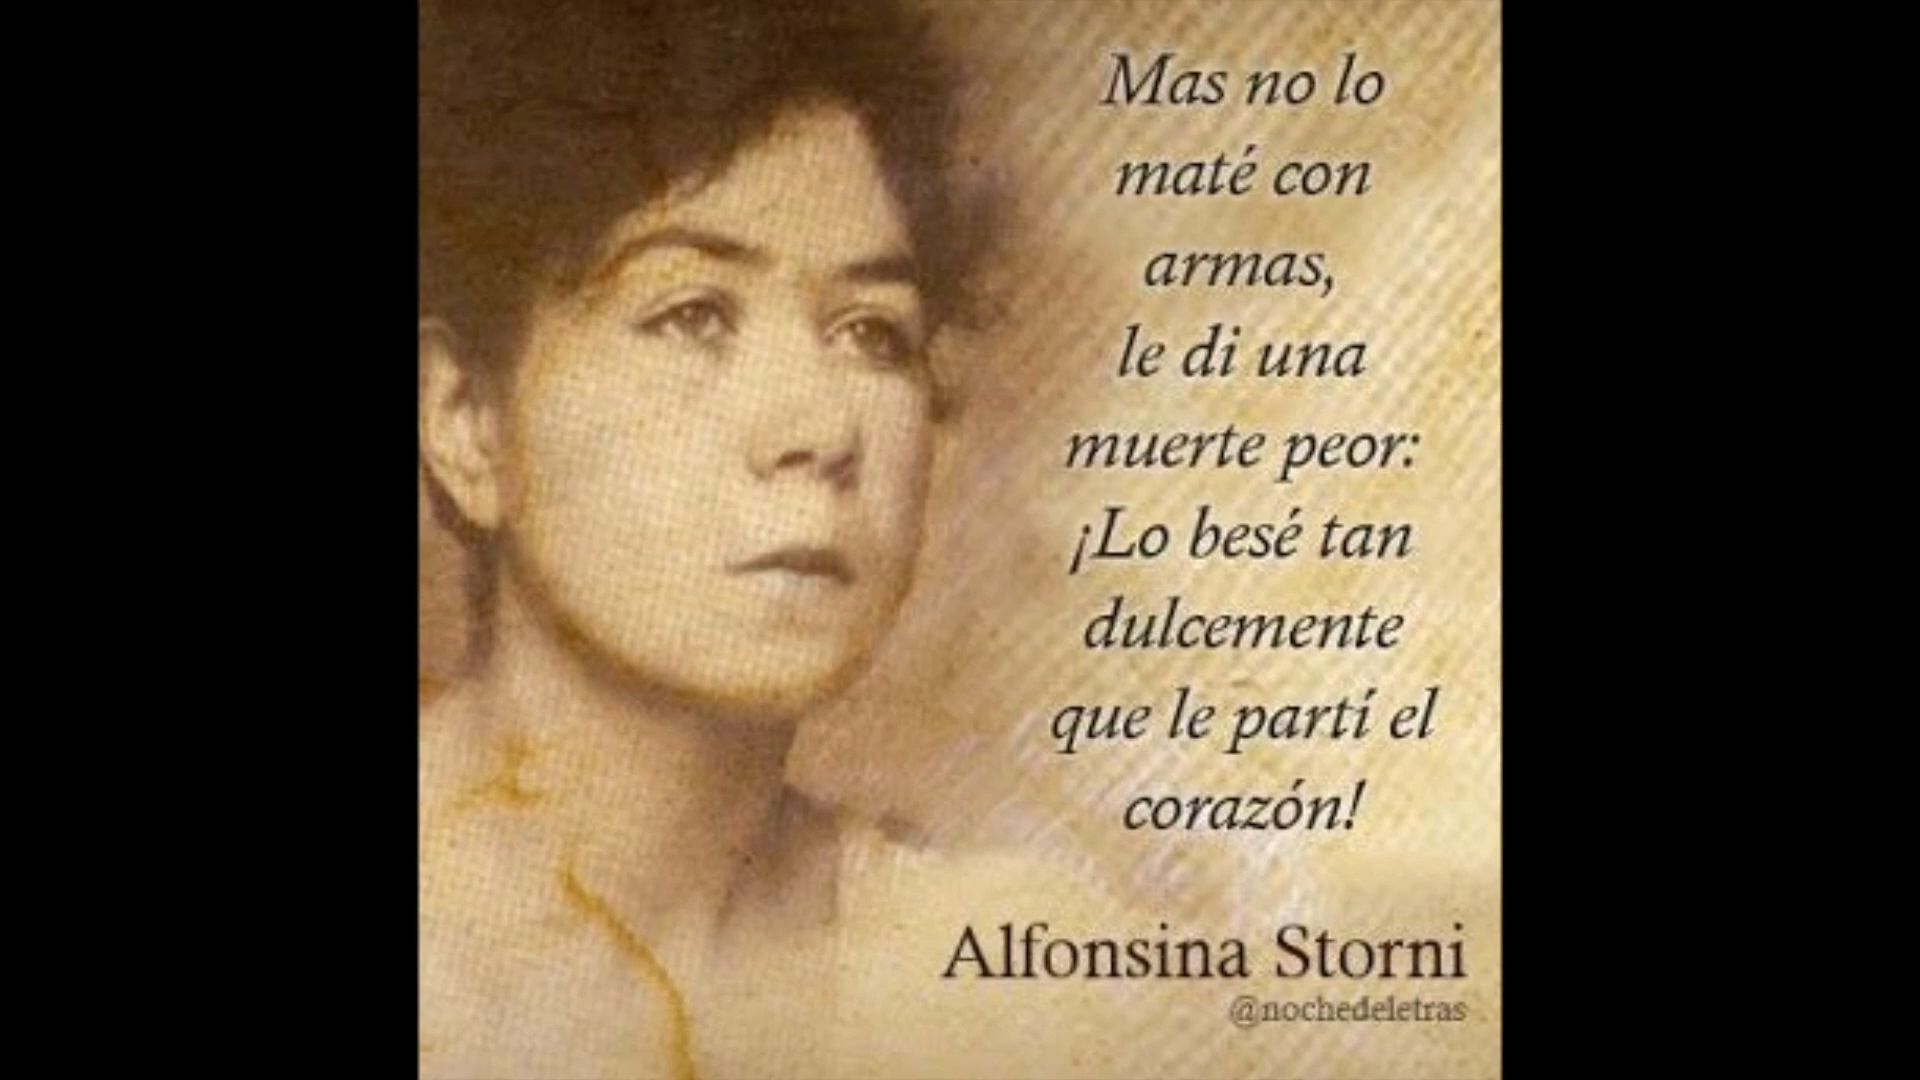 Mas no lo
maté con
armas,
le di una
muerte peor:
¡Lo besé tan
dulcemente
que le partí el
corazón!
Alfonsina Storni
@nochedeletras